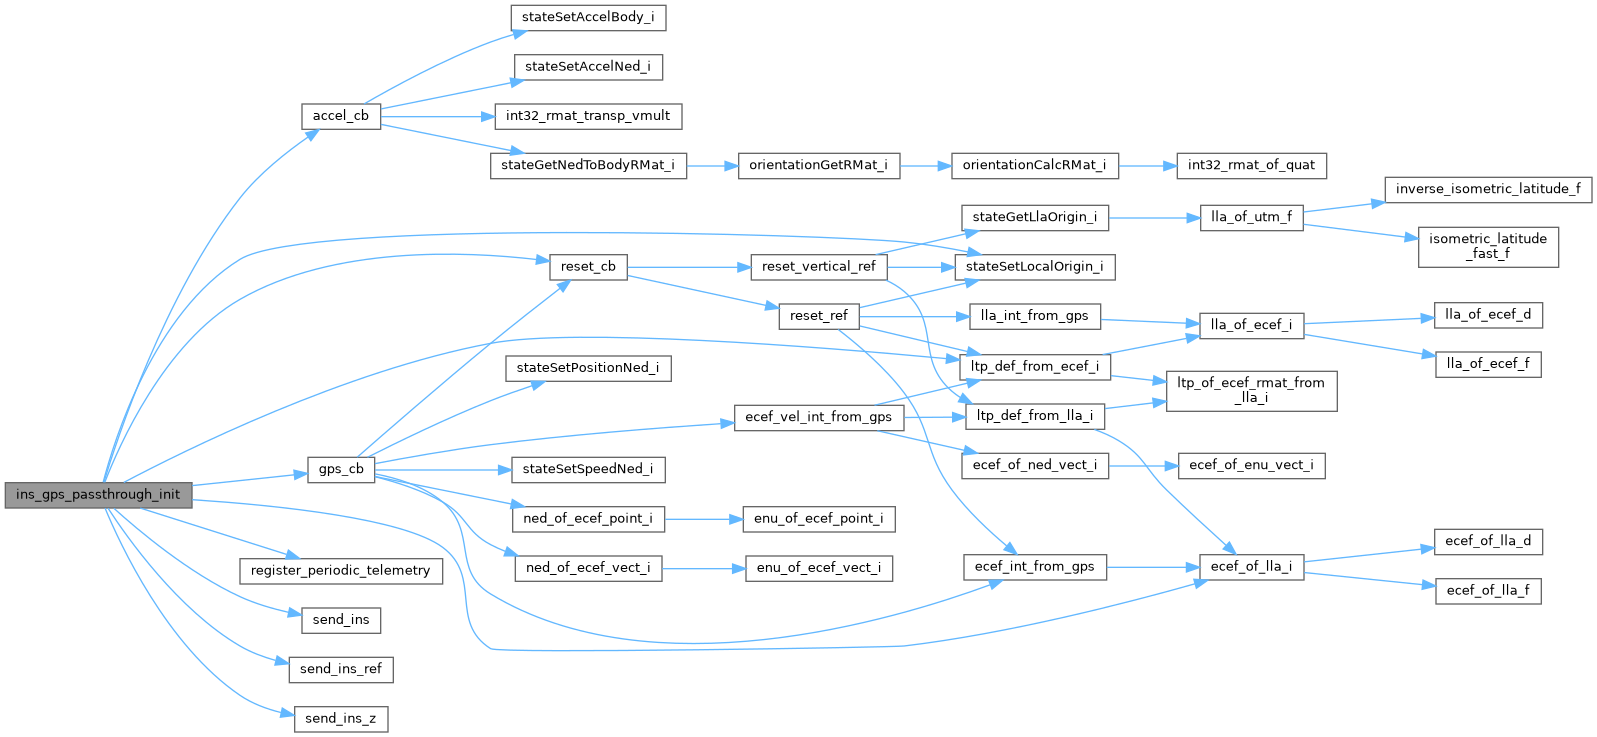 stateSetAccelBody_i
stateSetAccelNed_i
accel_cb
int32_rmat_transp_vmult
stateGetNedToBodyRMat_i
orientationGetRMat_i
orientationCalcRMat_i
int32_rmat_of_quat
inverse_isometric_latitude_f
stateGetLlaOrigin_i
lla_of_utm_f
isometric_latitude
_fast_f
reset_cb
reset_vertical_ref
stateSetLocalOrigin_i
reset_ref
lla_int_from_gps
lla_of_ecef_i
lla_of_ecef_d
lla_of_ecef_f
stateSetPositionNed_i
ltp_def_from_ecef_i
ltp_of_ecef_rmat_from
_lla_i
ecef_vel_int_from_gps
ltp_def_from_lla_i
gps_cb
stateSetSpeedNed_i
ecef_of_ned_vect_i
ecef_of_enu_vect_i
ins_gps_passthrough_init
ned_of_ecef_point_i
enu_of_ecef_point_i
register_periodic_telemetry
ned_of_ecef_vect_i
enu_of_ecef_vect_i
ecef_int_from_gps
ecef_of_lla_i
ecef_of_lla_d
ecef_of_lla_f
send_ins
send_ins_ref
send_ins_z